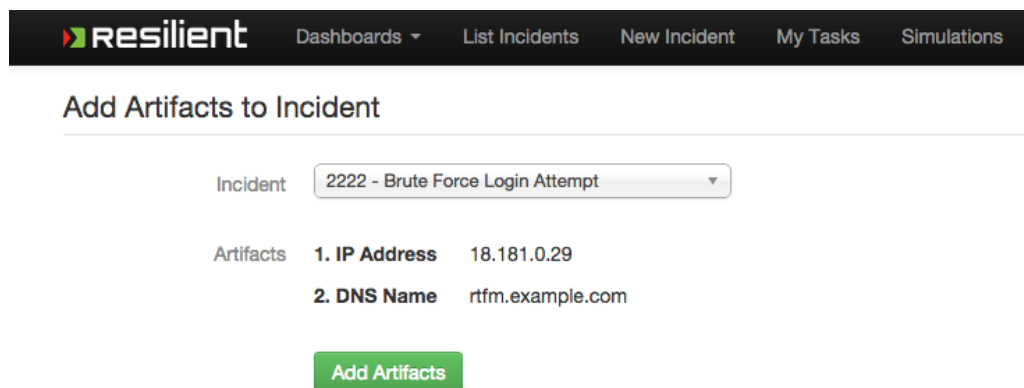 Resilient Dashboards List Incidents New Incident My Tasks Simulations
Add Artifacts to Incident
Incident 2222 - Brute Force Login Attempt
Artifacts 1. IP Address 18.181.0.29
2. DNS Name rtfm.example.com
Add Artifacts